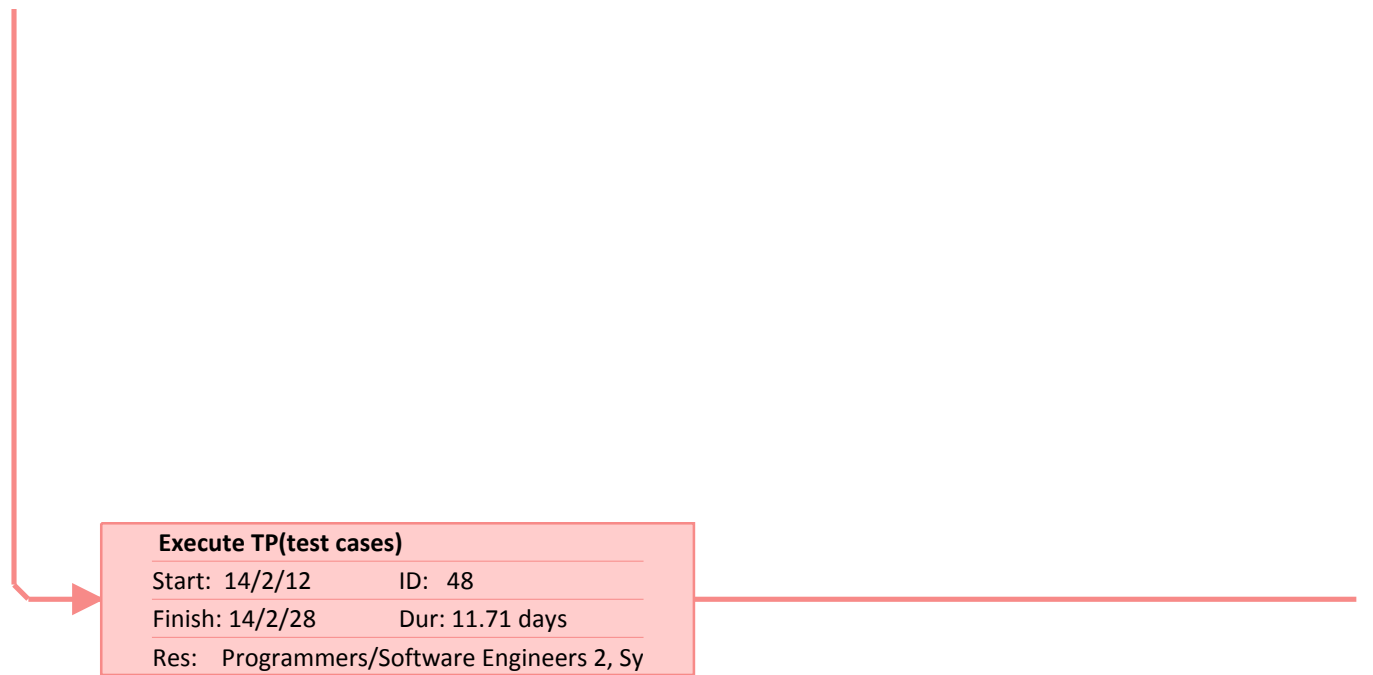 Execute TP(test cases)
Start: 14/2/12 ID: 48
Finish: 14/2/28 Dur: 11.71 days
Res: Programmers/Software Engineers 2, Sy